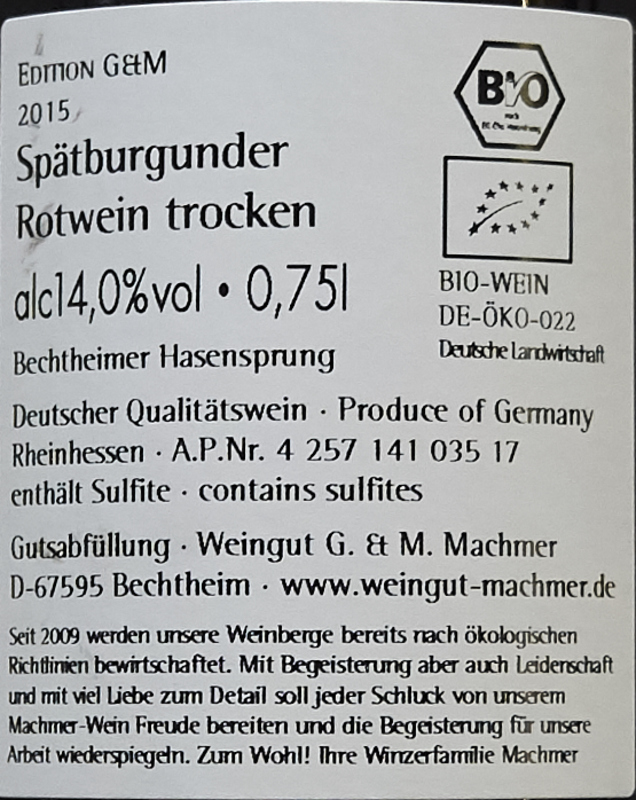 EDITION G&M
2015
Spätburgunder
Rotwein trocken
alc14,0%vol • 0,75l
BIO
nach
BIO-WEIN
DE-ÖKO-022
Deutsche Landwirtschaft
Bechtheimer Hasensprung
Deutscher Qualitätswein · Produce of Germany
Rheinhessen · A.P.Nr. 4 257 141 035 17
enthält Sulfite · contains sulfites
Gutsabfüllung · Weingut G. & M. Machmer
D-67595 Bechtheim · www.weingut-machmer.de
Seit 2009 werden unsere Weinberge bereits nach ökologischen
Richtlinien bewirtschaftet. Mit Begeisterung aber auch Leidenschaft
und mit viel Liebe zum Detail soll jeder Schluck von unserem
Machmer-Wein Freude bereiten und die Begeisterung für unsere
Arbeit wiederspiegeln. Zum Wohl! Ihre Winzerfamilie Machmer